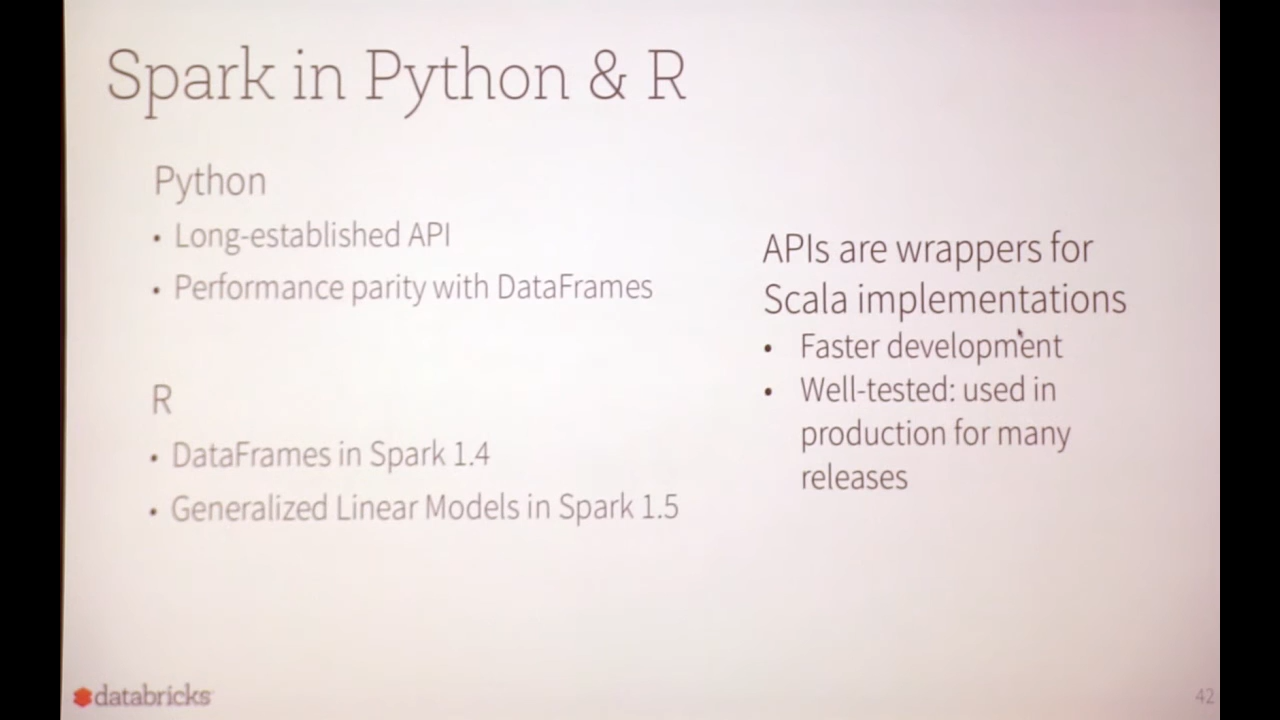 Spark in Python & R
Python
• Long-established API
• Performance parity with DataFrames
R
• DataFrames in Spark 1.4
• Generalized Linear Models in Spark 1.5
APIs are wrappers for
Scala implementations
• Faster development
• Well-tested: used in
production for many
releases
databricks
42